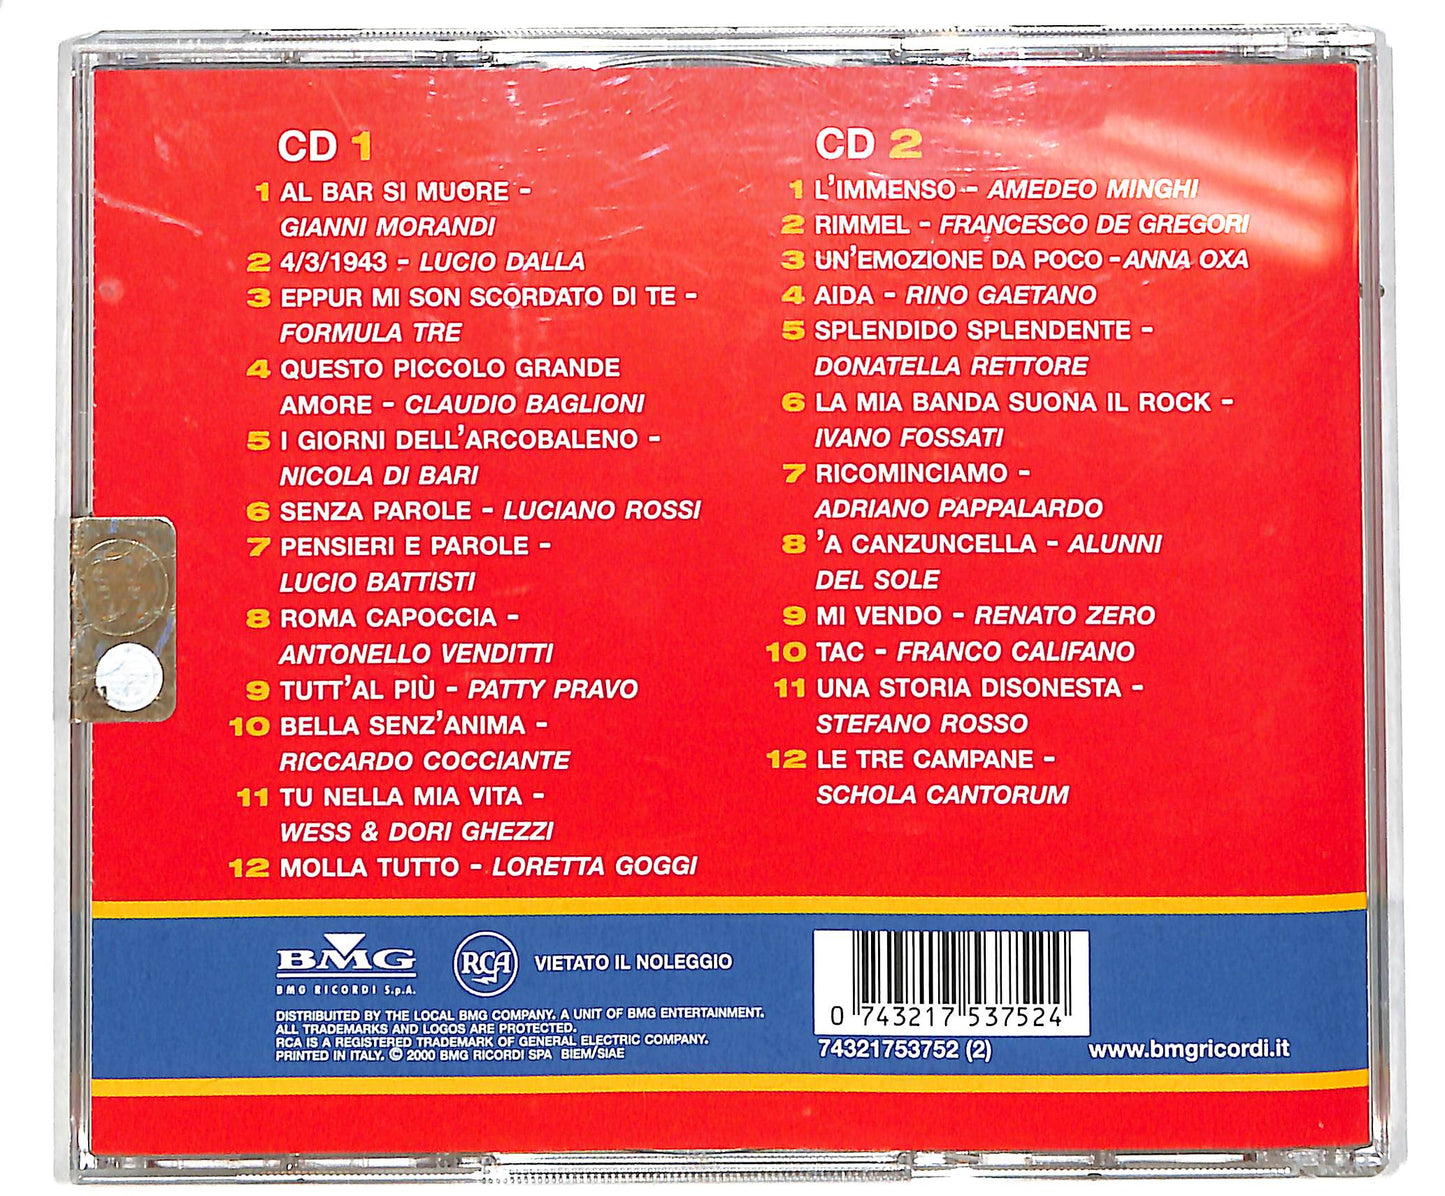 CD 1
1 AL BAR SI MUORE -
GIANNI MORANDI
2 4/3/1943 - LUCIO DALLA
3 EPPUR MI SON SCORDATO DI TE -
FORMULA TRE
4 QUESTO PICCOLO GRANDE
AMORE - CLAUDIO BAGLIONI
5 I GIORNI DELL'ARCOBALENO -
NICOLA DI BARI
6 SENZA PAROLE - LUCIANO ROSSI
7 PENSIERI E PAROLE -
LUCIO BATTISTI
8 ROMA CAPOCCIA -
ANTONELLO VENDITTI
9 TUTT'AL PIÙ - PATTY PRAVO
10 BELLA SENZ'ANIMA -
RICCARDO COCCIANTE
11 TU NELLA MIA VITA -
WESS & DORI GHEZZI
12 MOLLA TUTTO - LORETTA GOGGI
CD 2
1 L'IMMENSO - AMEDEO MINGHI
2 RIMMEL - FRANCESCO DE GREGORI
3 UN'EMOZIONE DA POCO - ANNA OXA
4 AIDA - RINO GAETANO
5 SPLENDIDO SPLENDENTE -
DONATELLA RETTORE
6 LA MIA BANDA SUONA IL ROCK -
IVANO FOSSATI
7 RICOMINCIAMO -
ADRIANO PAPPALARDO
8 'A CANZUNCELLA - ALUNNI
DEL SOLE
9 MI VENDO - RENATO ZERO
10 TAC - FRANCO CALIFANO
11 UNA STORIA DISONESTA -
STEFANO ROSSO
12 LE TRE CAMPANE -
SCHOLA CANTORUM
BMG
BMG RICORDI S.p.A.
RCA
VIETATO IL NOLEGGIO
DISTRIBUITED BY THE LOCAL BMG COMPANY. A UNIT OF BMG ENTERTAINMENT.
ALL TRADEMARKS AND LOGOS ARE PROTECTED.
RCA IS A REGISTERED TRADEMARK OF GENERAL ELECTRIC COMPANY.
PRINTED IN ITALY. © 2000 BMG RICORDI SPA BIEM/SIAE
0 743217 537524
74321753752 (2)
www.bmgricordi.it